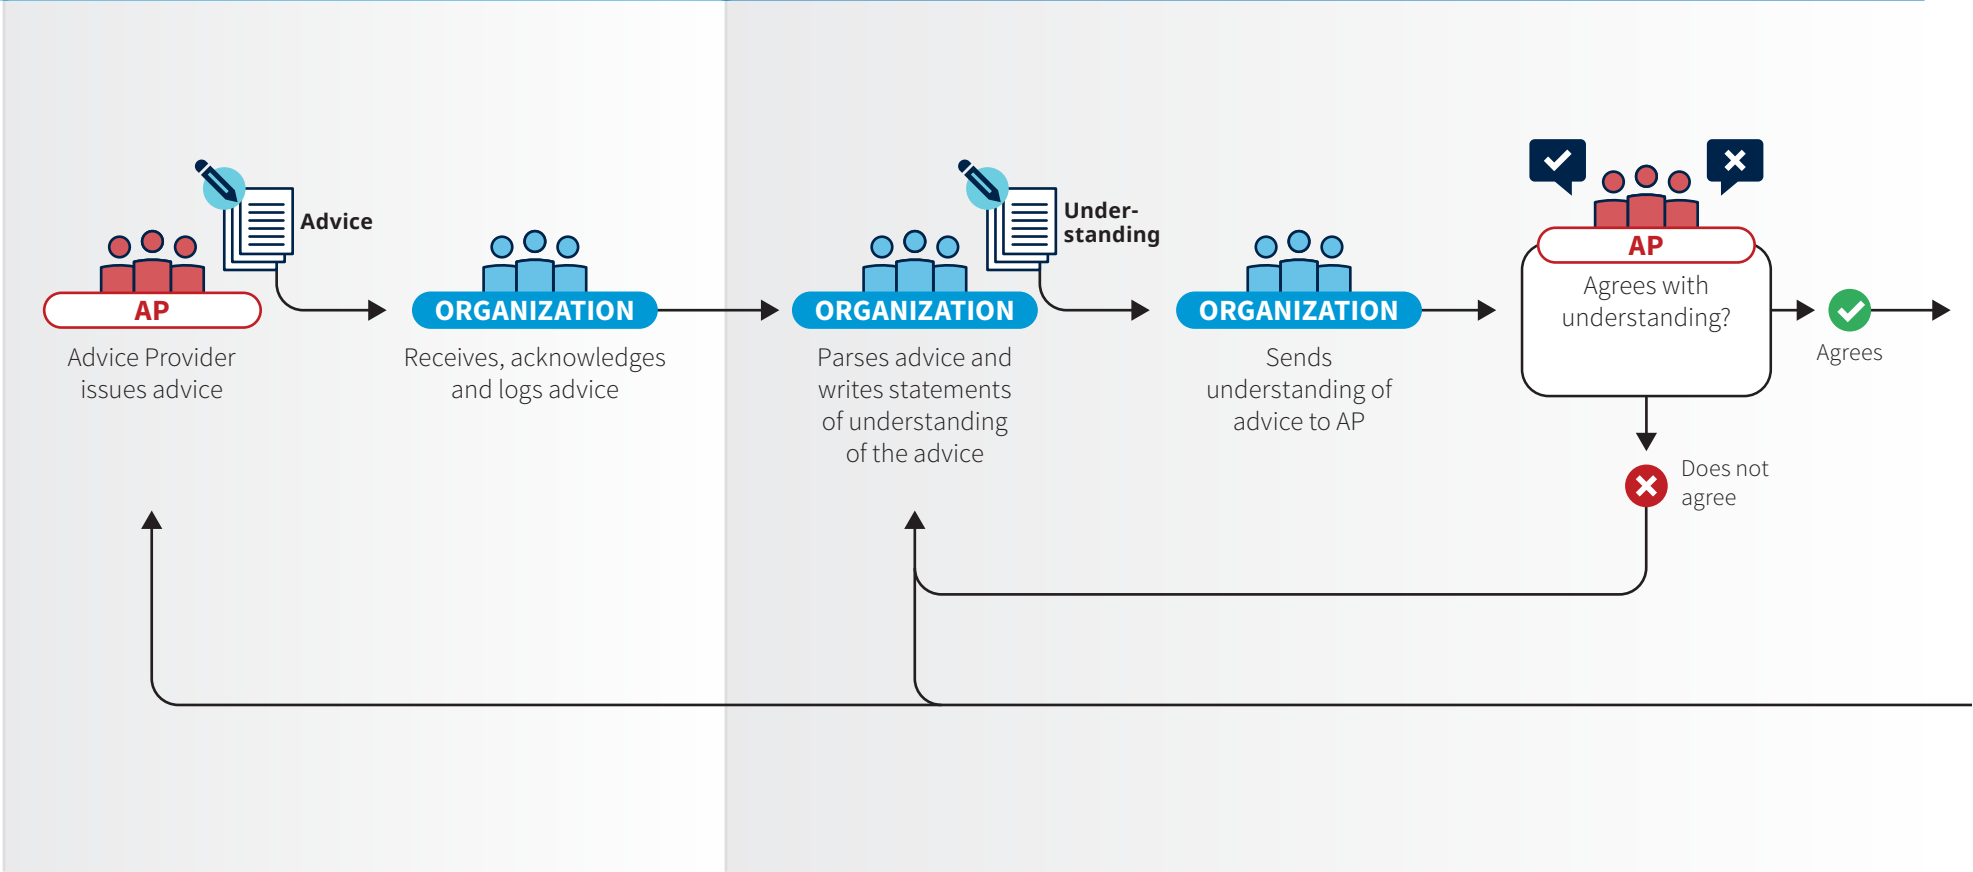 Advice
AP
Advice Provider
issues advice
ORGANIZATION
Receives, acknowledges
and logs advice
Under-
standing
ORGANIZATION
Parses advice and
writes statements
of understanding
of the advice
ORGANIZATION
Sends
understanding of
advice to AP
AP
Agrees with
understanding?
Agrees
Does not
agree